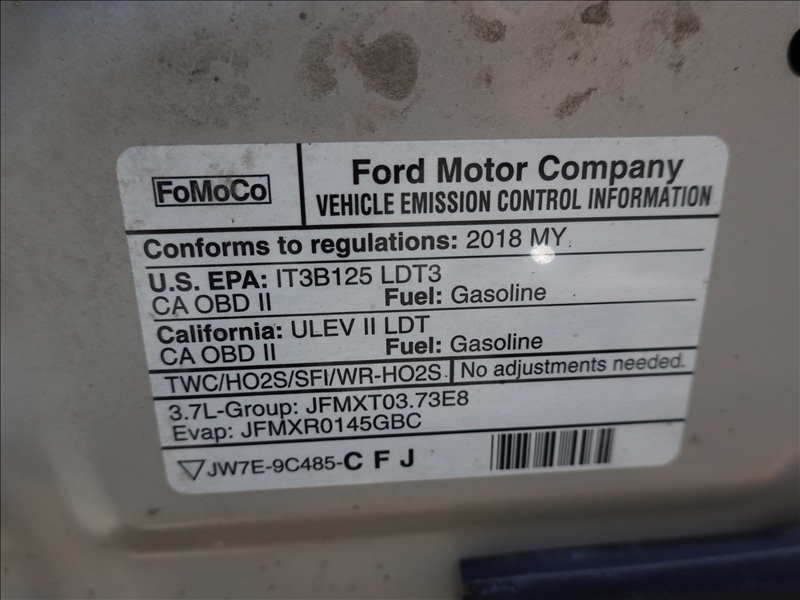 FoMoCo
Ford Motor Company
VEHICLE EMISSION CONTROL INFORMATION
Conforms to regulations: 2018 MY.
U.S. EPA: IT3B125 LDT3
CA OBD II Fuel: Gasoline
California: ULEV II LDT
CA OBD II Fuel: Gasoline
TWC/HO2S/SFI/WR-HO2S No adjustments needed.
3.7L-Group: JFMXT03.73E8
Evap: JFMXR0145GBC
JW7E-9C485-C F J